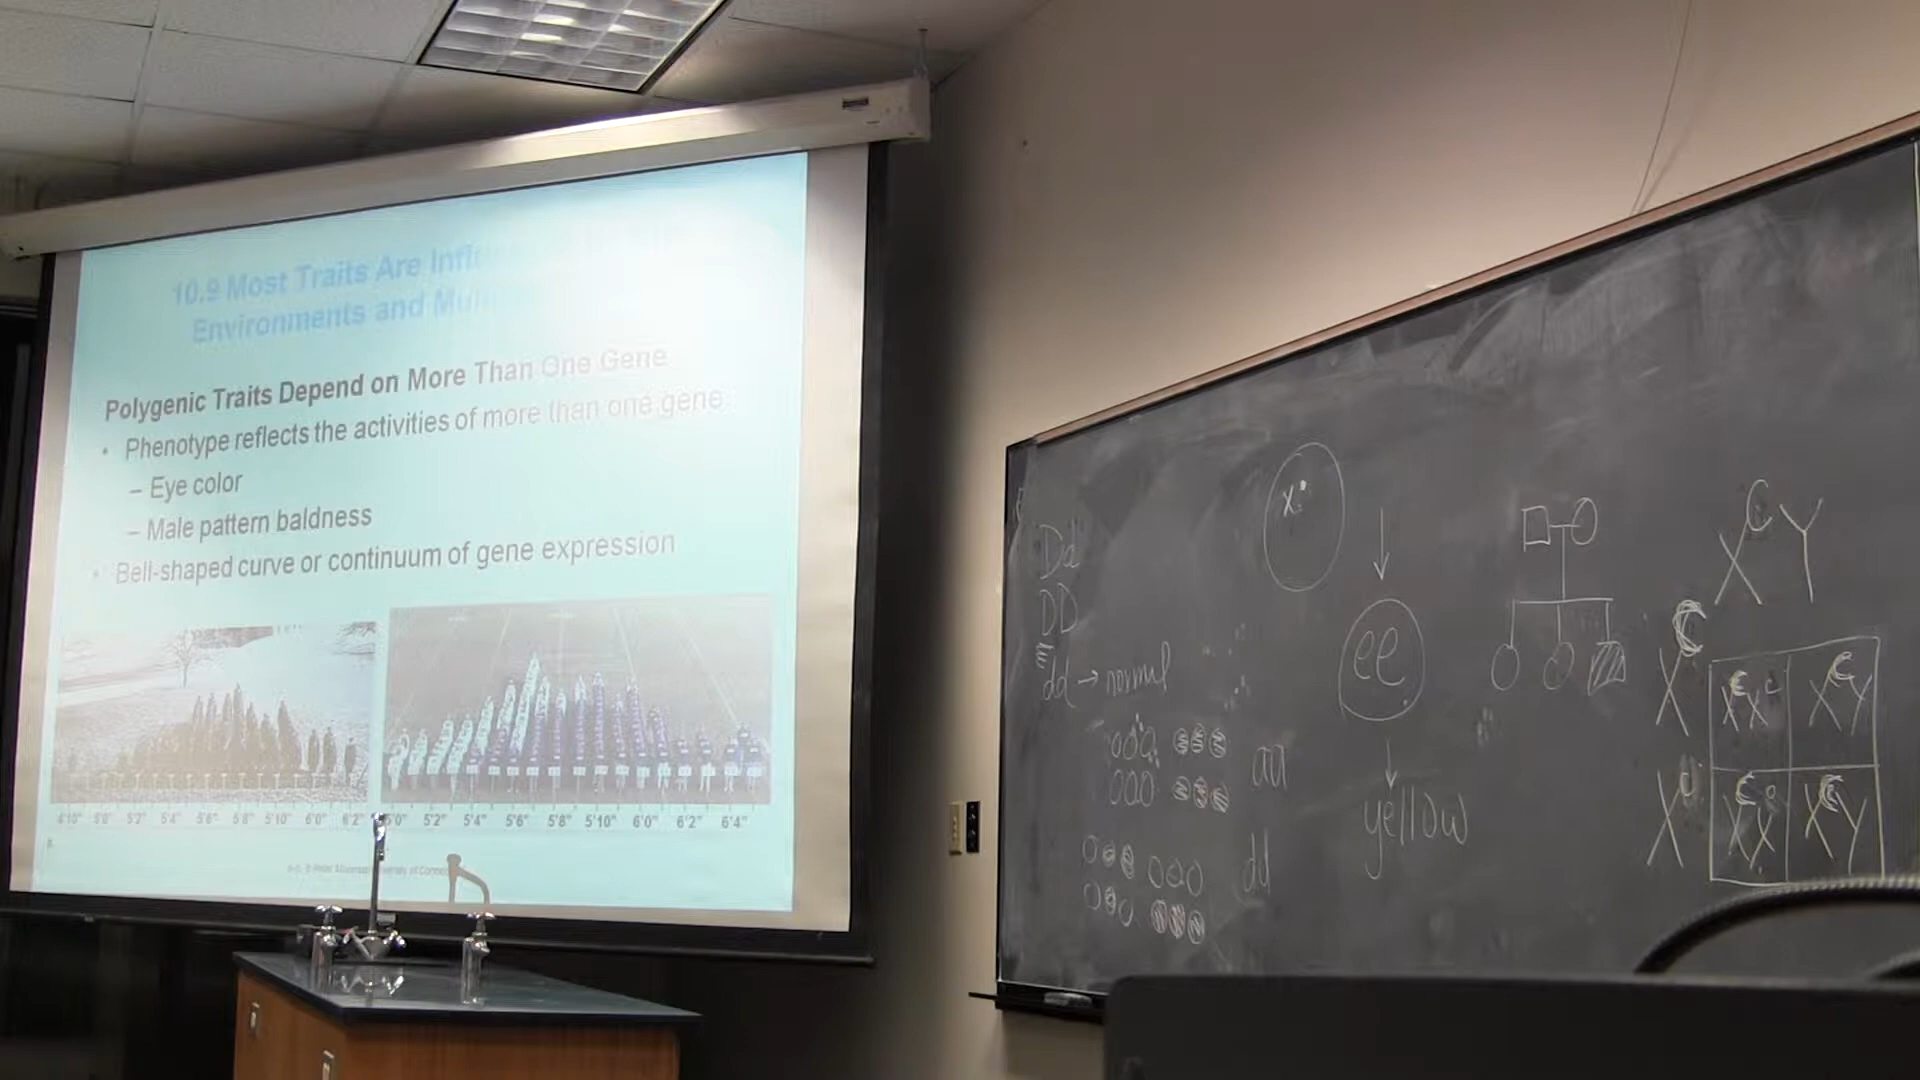 10.9 Most Traits Are
Environments and
Polygenic Traits Depend on More Than One Gene
• Phenotype reflects the activities of more than one gene
– Eye color
– Male pattern baldness
• Bell-shaped curve or continuum of gene expression
4'10" 5'0" 5'2" 5'4" 5'6" 5'8" 5'10" 6'0" 6'2"
5'0" 5'2" 5'4" 5'6" 5'8" 5'10" 6'0" 6'2" 6'4"
Dd
DD
dd → normal
aa
dd
X
ee
yellow
X^C Y
X^C
X
X^C Y
X^C Y